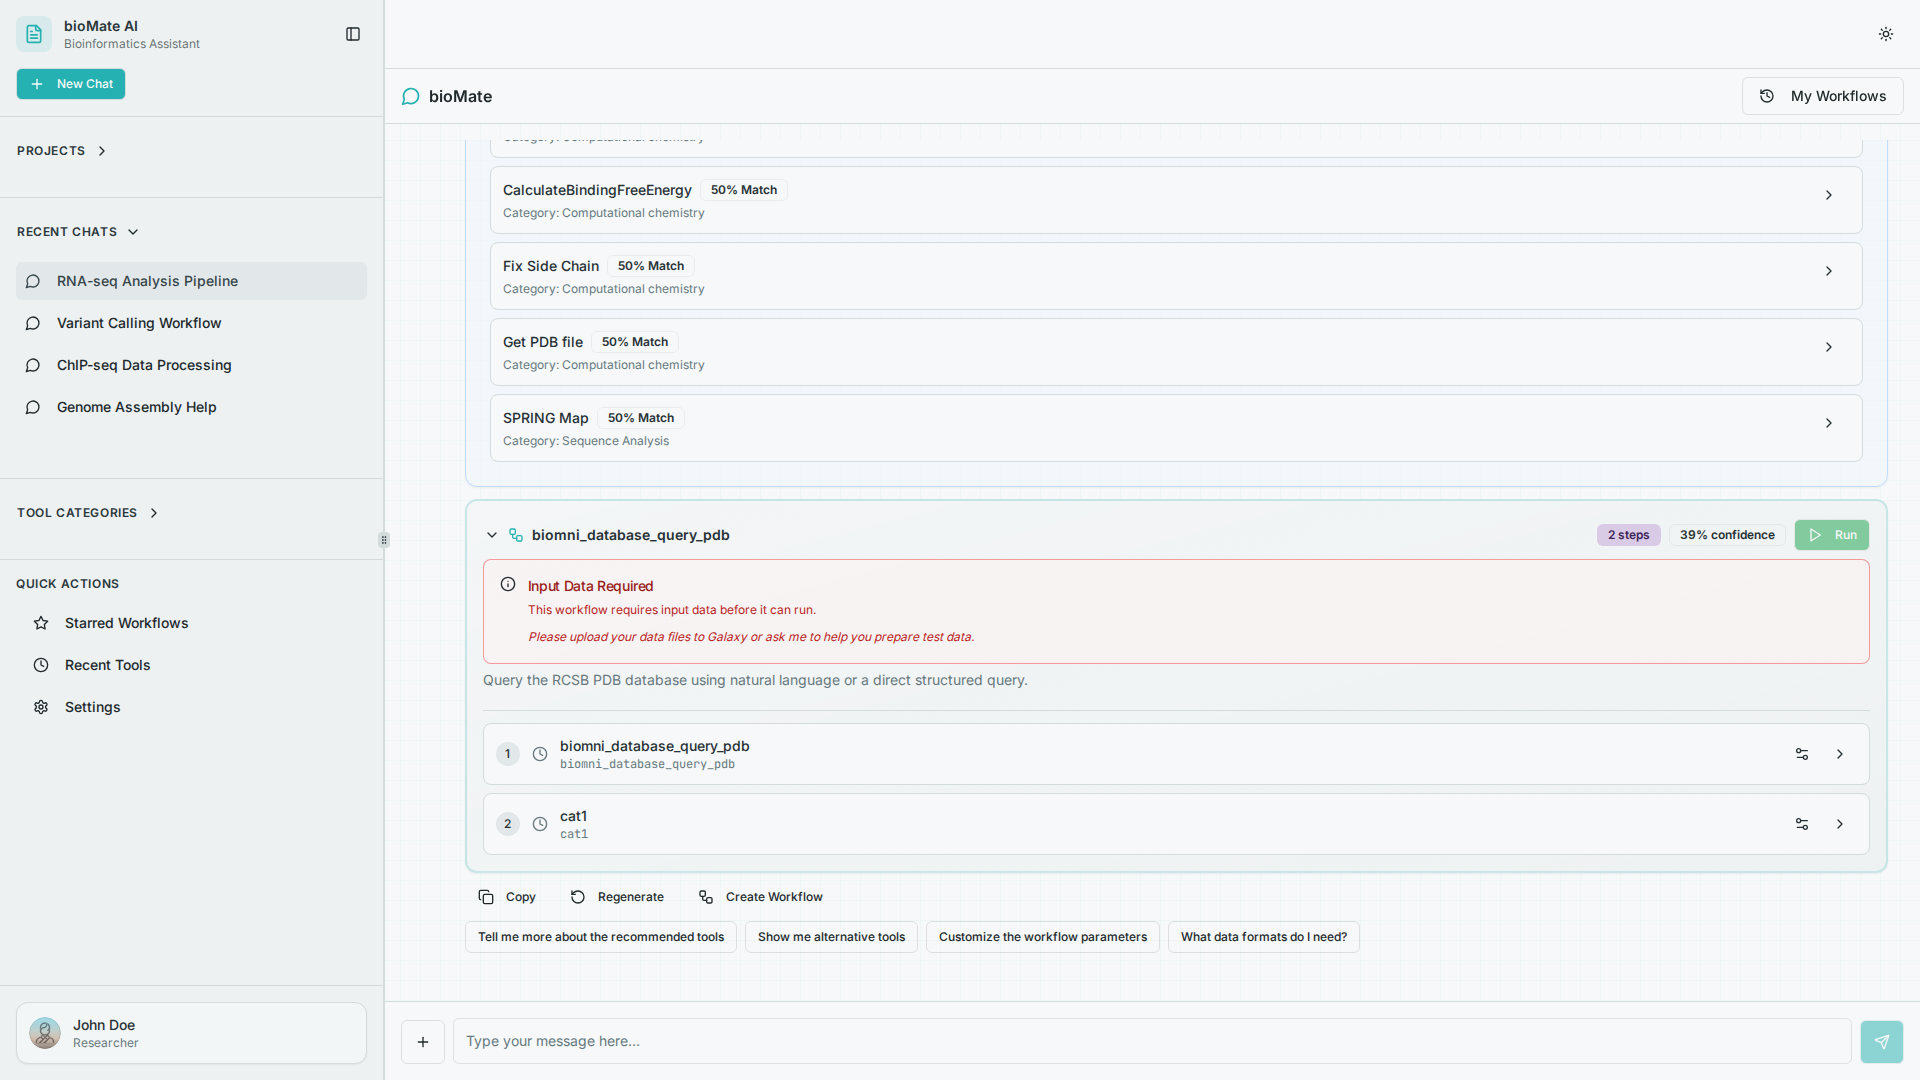 bioMate AI
Bioinformatics Assistant
New Chat
PROJECTS
RECENT CHATS
RNA-seq Analysis Pipeline
Variant Calling Workflow
ChIP-seq Data Processing
Genome Assembly Help
TOOL CATEGORIES
QUICK ACTIONS
Starred Workflows
Recent Tools
Settings
John Doe
Researcher
bioMate
My Workflows
Category: Computational chemistry
CalculateBindingFreeEnergy 50% Match
Category: Computational chemistry
Fix Side Chain 50% Match
Category: Computational chemistry
Get PDB file 50% Match
Category: Computational chemistry
SPRING Map 50% Match
Category: Sequence Analysis
biomni_database_query_pdb 2 steps 39% confidence Run
Input Data Required
This workflow requires input data before it can run.
Please upload your data files to Galaxy or ask me to help you prepare test data.
Query the RCSB PDB database using natural language or a direct structured query.
1 biomni_database_query_pdb
biomni_database_query_pdb
2 cat1
cat1
Copy Regenerate Create Workflow
Tell me more about the recommended tools Show me alternative tools Customize the workflow parameters What data formats do I need?
Type your message here...